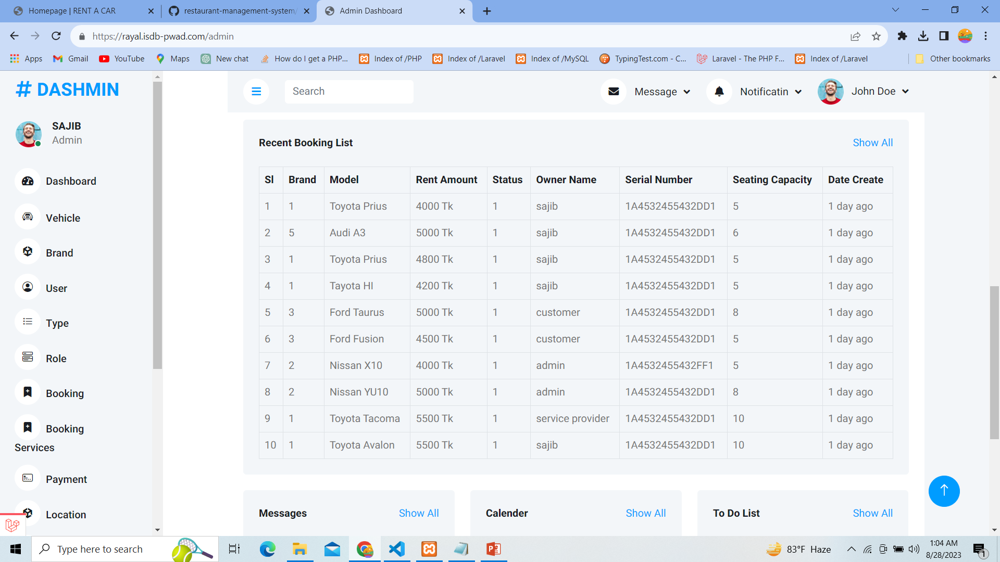 Homepage | RENT A CAR
restaurant-management-system/
Admin Dashboard
https://rayal.isdb-pwad.com/admin
Apps Gmail YouTube Maps New chat How do I get a PHP... Index of /PHP Index of /Laravel Index of /MySQL TypingTest.com - C... Laravel - The PHP F... Index of /Laravel Other bookmarks
# DASHMIN
SAJIB
Admin
Dashboard
Vehicle
Brand
User
Type
Role
Booking
Booking
Services
Payment
Location
Search
Message
Notificatin
John Doe
Recent Booking List Show All
Sl Brand Model Rent Amount Status Owner Name Serial Number Seating Capacity Date Create
1 1 Toyota Prius 4000 Tk 1 sajib 1A4532455432DD1 5 1 day ago
2 5 Audi A3 5000 Tk 1 sajib 1A4532455432DD1 6 1 day ago
3 1 Toyota Prius 4800 Tk 1 sajib 1A4532455432DD1 5 1 day ago
4 1 Tayota HI 4200 Tk 1 sajib 1A4532455432DD1 5 1 day ago
5 3 Ford Taurus 5000 Tk 1 customer 1A4532455432DD1 8 1 day ago
6 3 Ford Fusion 4500 Tk 1 customer 1A4532455432DD1 5 1 day ago
7 2 Nissan X10 4000 Tk 1 admin 1A4532455432FF1 5 1 day ago
8 2 Nissan YU10 5000 Tk 1 admin 1A4532455432DD1 8 1 day ago
9 1 Toyota Tacoma 5500 Tk 1 service provider 1A4532455432DD1 10 1 day ago
10 1 Toyota Avalon 5500 Tk 1 sajib 1A4532455432DD1 10 1 day ago
Messages Show All
Calender Show All
To Do List Show All
Type here to search
83°F Haze
1:04 AM
8/28/2023
1